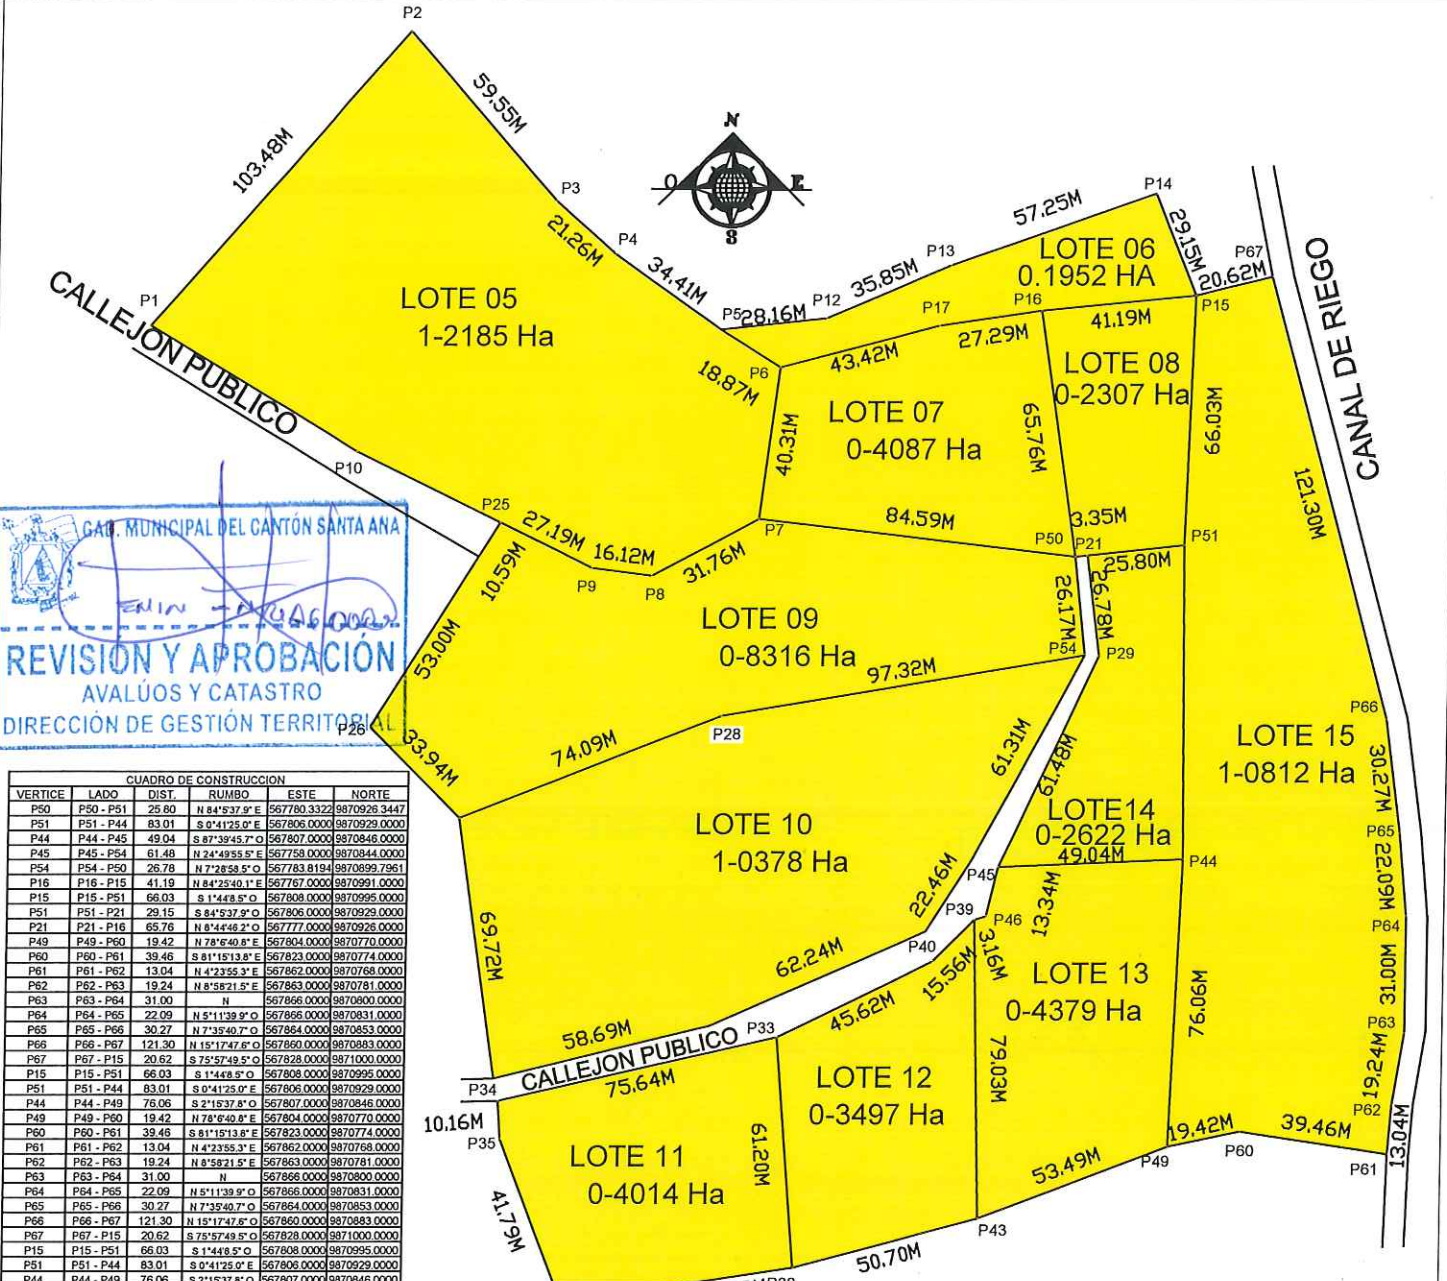 P2
59.55M
103.48M
P3
21.26M
P4
34.41M
P1
CALLEJON PUBLICO
LOTE 05
1-2185 Ha
N
O
E
S
P14
57.25M
29.15M
P13
LOTE 06
0.1952 HA
P67
20.62M
35.85M
P12
P5
28.16M
P17
P16
P15
41.19M
27.29M
43.42M
P6
18.87M
CANAL DE RIEGO
LOTE 08
0-2307 Ha
LOTE 07
0-4087 Ha
40.31M
65.76M
66.03M
121.30M
P10
P25
27.19M
16.12M
31.76M
P7
84.59M
3.35M
P50
P21
P51
25.80M
10.59M
P9
P8
26.17M
26.78M
LOTE 09
0-8316 Ha
P54
P29
53.00M
97.32M
GAD. MUNICIPAL DEL CANTÓN SANTA ANA
REVISIÓN Y APROBACIÓN
AVALÚOS Y CATASTRO
DIRECCIÓN DE GESTIÓN TERRITORIAL
P26
33.94M
74.09M
P28
61.31M
61.48M
P66
LOTE 15
1-0812 Ha
30.27M
LOTE14
0-2622 Ha
49.04M
P44
P65
22.09M
LOTE 10
1-0378 Ha
P45
22.46M
P39
P46
13.34M
P64
P40
3.16M
15.56M
69.72M
62.24M
LOTE 13
0-4379 Ha
31.00M
76.06M
45.62M
P33
58.69M
CALLEJON PUBLICO
75.64M
P34
P63
79.03M
19.24M
LOTE 12
0-3497 Ha
10.16M
P35
P62
13.04M
19.42M
39.46M
P49
P60
P61
61.20M
LOTE 11
0-4014 Ha
53.49M
41.79M
P43
50.70M
CUADRO DE CONSTRUCCION
VERTICE LADO DIST. RUMBO ESTE NORTE
P50 P50 - P51 25.80 N 84°5'37.9" E 567780.3322 9870926.3447
P51 P51 - P44 83.01 S 0°41'25.0" E 567806.0000 9870929.0000
P44 P44 - P45 49.04 S 87°39'45.7" O 567807.0000 9870846.0000
P45 P45 - P54 61.48 N 24°49'55.5" E 567758.0000 9870844.0000
P54 P54 - P50 26.78 N 7°28'58.5" O 567783.8194 9870899.7961
P16 P16 - P15 41.19 N 84°25'40.1" E 567767.0000 9870991.0000
P15 P15 - P51 66.03 S 1°44'8.5" O 567808.0000 9870995.0000
P51 P51 - P21 29.15 S 84°5'37.9" O 567806.0000 9870929.0000
P21 P21 - P16 65.76 N 8°44'46.2" O 567777.0000 9870926.0000
P49 P49 - P60 19.42 N 78°6'40.8" E 567804.0000 9870770.0000
P60 P60 - P61 39.46 S 81°15'13.8" E 567823.0000 9870774.0000
P61 P61 - P62 13.04 N 4°23'55.3" E 567862.0000 9870768.0000
P62 P62 - P63 19.24 N 8°58'21.5" E 567863.0000 9870781.0000
P63 P63 - P64 31.00 N 567866.0000 9870800.0000
P64 P64 - P65 22.09 N 5°11'39.9" O 567866.0000 9870831.0000
P65 P65 - P66 30.27 N 7°35'40.7" O 567864.0000 9870853.0000
P66 P66 - P67 121.30 N 15°17'47.6" O 567860.0000 9870883.0000
P67 P67 - P15 20.62 S 75°57'49.5" O 567828.0000 9871000.0000
P15 P15 - P51 66.03 S 1°44'8.5" O 567808.0000 9870995.0000
P51 P51 - P44 83.01 S 0°41'25.0" E 567806.0000 9870929.0000
P44 P44 - P49 76.06 S 2°15'37.8" O 567807.0000 9870846.0000
P49 P49 - P60 19.42 N 78°6'40.8" E 567804.0000 9870770.0000
P60 P60 - P61 39.46 S 81°15'13.8" E 567823.0000 9870774.0000
P61 P61 - P62 13.04 N 4°23'55.3" E 567862.0000 9870768.0000
P62 P62 - P63 19.24 N 8°58'21.5" E 567863.0000 9870781.0000
P63 P63 - P64 31.00 N 567866.0000 9870800.0000
P64 P64 - P65 22.09 N 5°11'39.9" O 567866.0000 9870831.0000
P65 P65 - P66 30.27 N 7°35'40.7" O 567864.0000 9870853.0000
P66 P66 - P67 121.30 N 15°17'47.6" O 567860.0000 9870883.0000
P67 P67 - P15 20.62 S 75°57'49.5" O 567828.0000 9871000.0000
P15 P15 - P51 66.03 S 1°44'8.5" O 567808.0000 9870995.0000
P51 P51 - P44 83.01 S 0°41'25.0" E 567806.0000 9870929.0000
P44 P44 - P49 76.06 S 2°15'37.8" O 567807.0000 9870846.0000